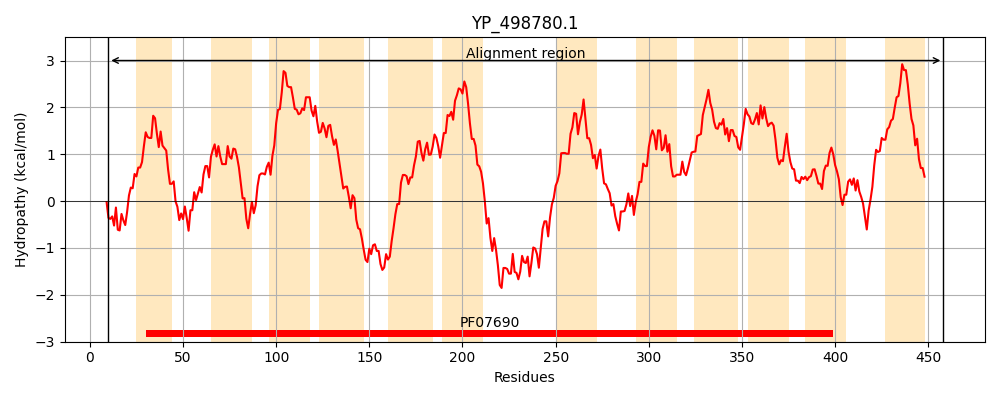 YP_498780.1
Alignment region
Hydropathy (kcal/mol)
3
2
1
0
−1
−2
−3
PF07690
0 50 100 150 200 250 300 350 400 450
Residues